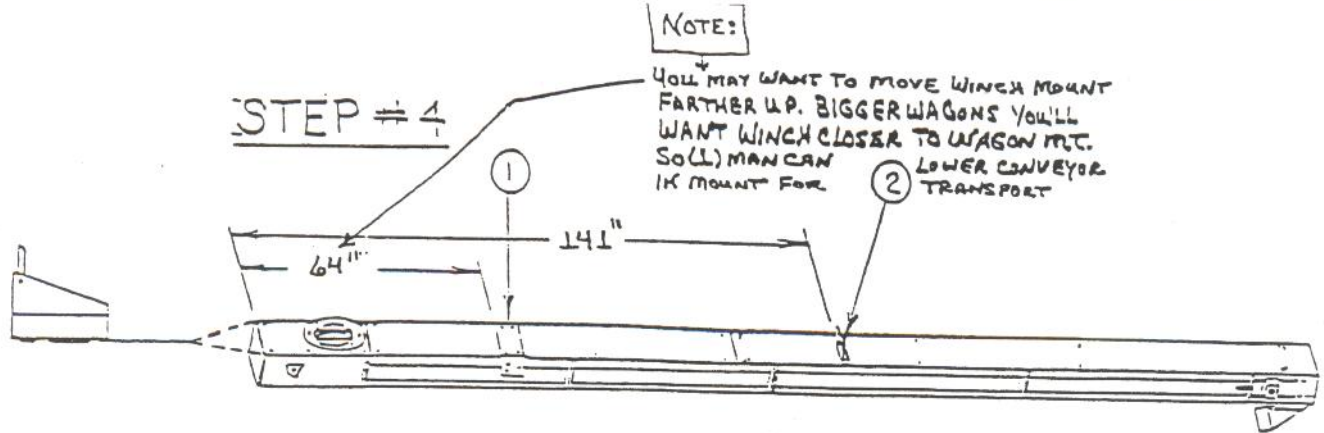 NOTE:
YOU MAY WANT TO MOVE WINCH MOUNT
FARTHER UP. BIGGER WAGONS YOU'LL
WANT WINCH CLOSER TO WAGON MT.
SO (1) MAN CAN LOWER CONVEYOR
MOUNT FOR TRANSPORT
STEP #4
1
2
141"
64"